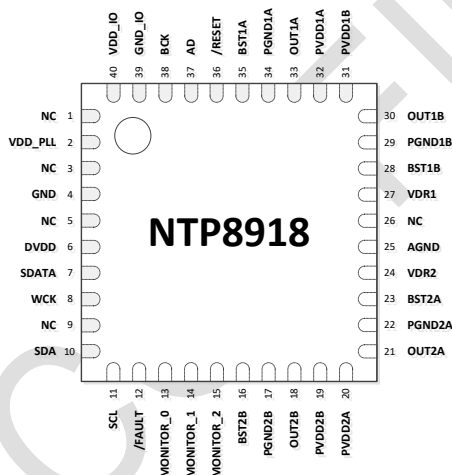 VDD_IO
GND_IO
BCK
AD
/RESET
BST1A
PGND1A
OUT1A
PVDD1A
PVDD1B
40 39 38 37 36 35 34 33 32 31
NC 1
VDD_PLL 2
NC 3
GND 4
NC 5
DVDD 6
SDATA 7
WCK 8
NC 9
SDA 10
NTP8918
30 OUT1B
29 PGND1B
28 BST1B
27 VDR1
26 NC
25 AGND
24 VDR2
23 BST2A
22 PGND2A
21 OUT2A
11 12 13 14 15 16 17 18 19 20
SCL
/FAULT
MONITOR_0
MONITOR_1
MONITOR_2
BST2B
PGND2B
OUT2B
PVDD2B
PVDD2A